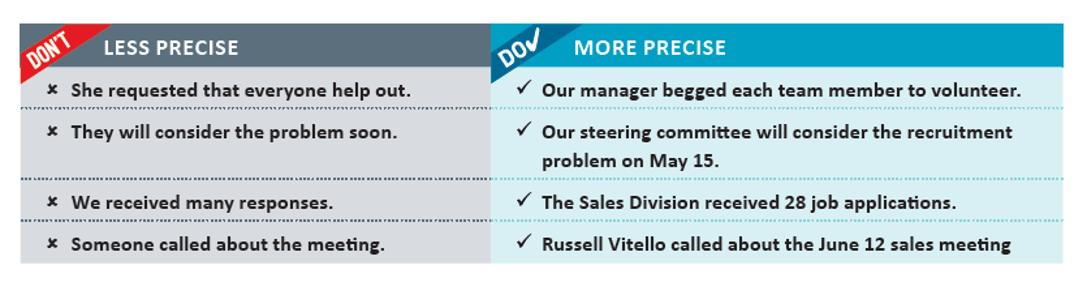 DON'T LESS PRECISE
DO✓ MORE PRECISE
✘ She requested that everyone help out.
✓ Our manager begged each team member to volunteer.
✘ They will consider the problem soon.
✓ Our steering committee will consider the recruitment
problem on May 15.
✘ We received many responses.
✓ The Sales Division received 28 job applications.
✘ Someone called about the meeting.
✓ Russell Vitello called about the June 12 sales meeting